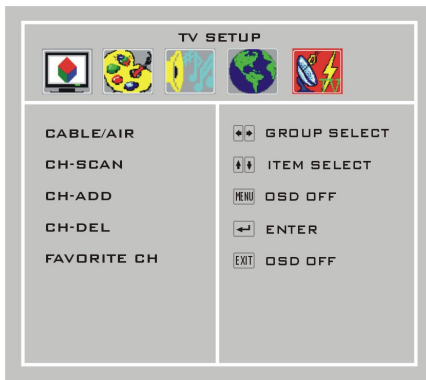 TV SETUP
CABLE/AIR
CH-SCAN
CH-ADD
CH-DEL
FAVORITE CH
GROUP SELECT
ITEM SELECT
MENU OSD OFF
ENTER
EXIT OSD OFF